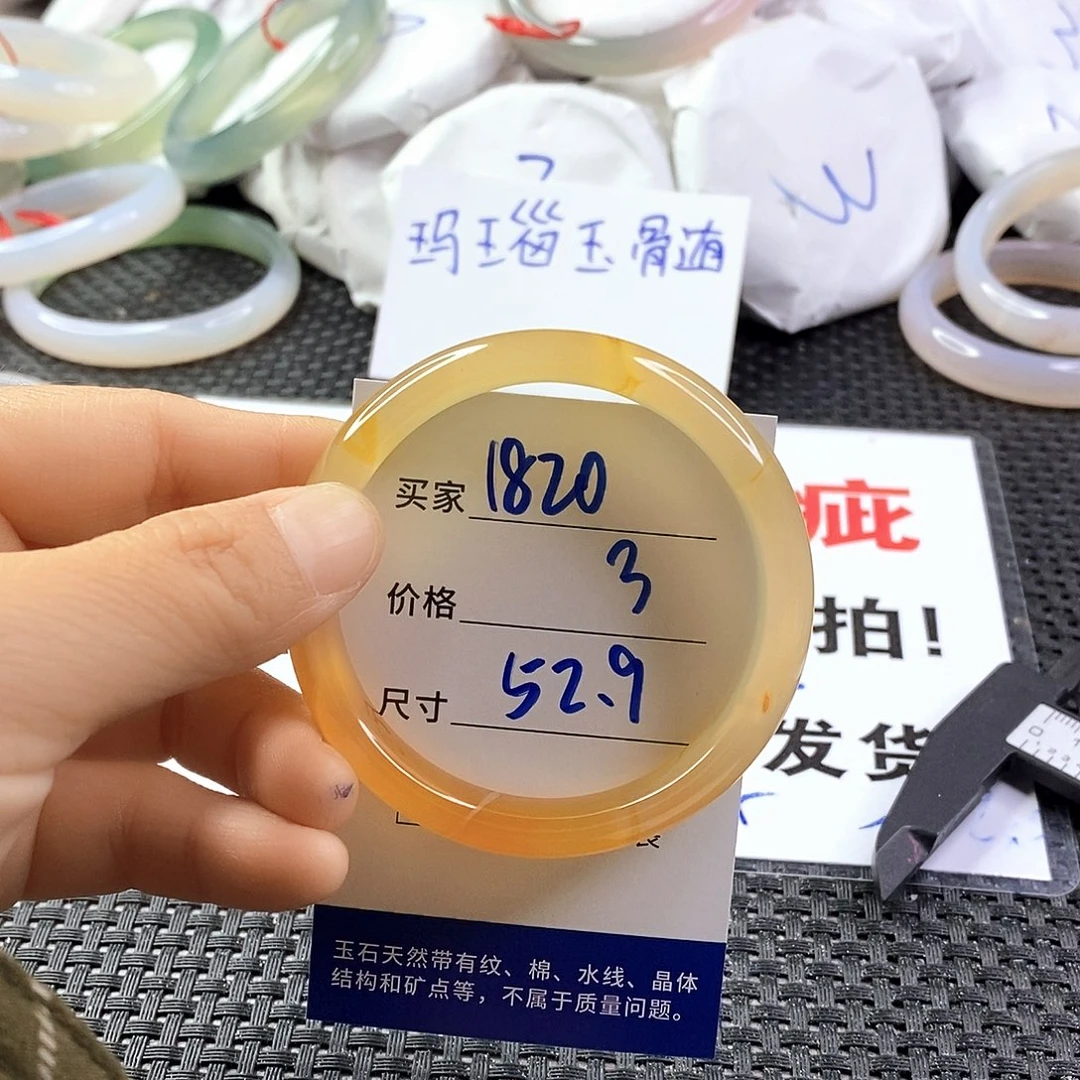 玛瑙玉骨髓
买家 1820
价格 3
尺寸 52.9
疵
拍！
发货
玉石天然带有纹、棉、水线、晶体
结构和矿点等，不属于质量问题。